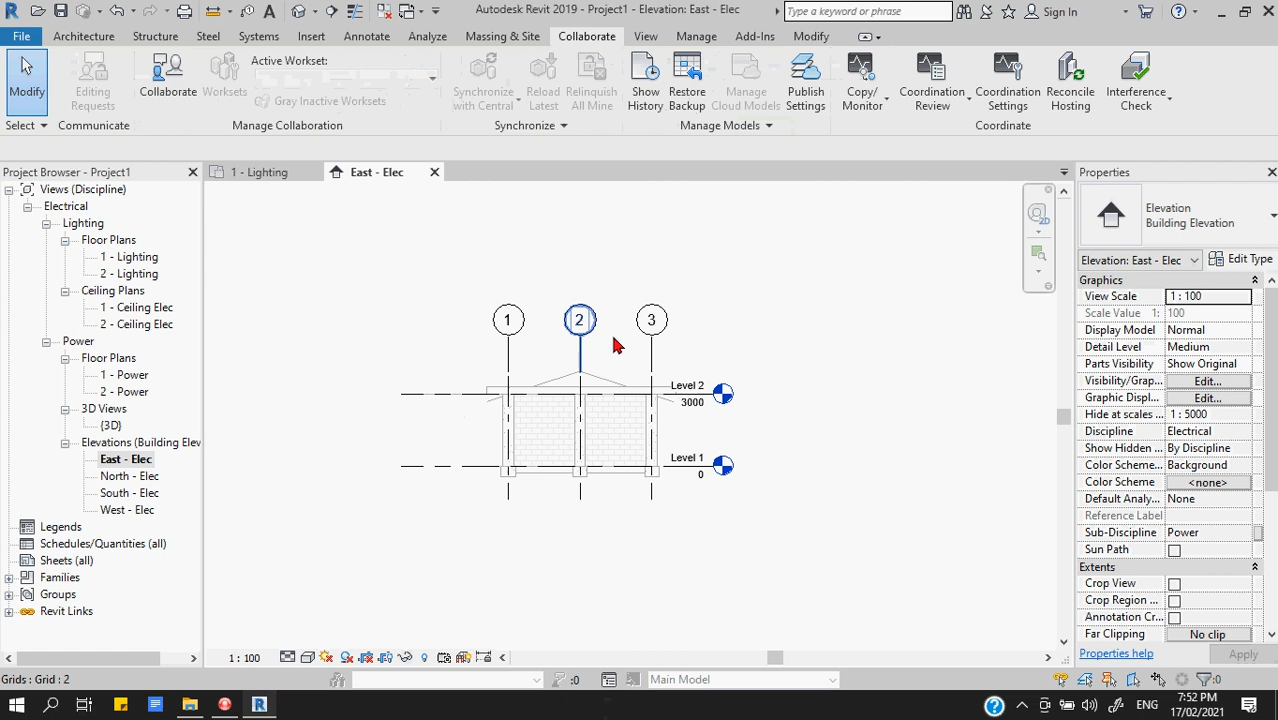 Autodesk Revit 2019 - Project1 - Elevation: East - Elec
Type a keyword or phrase
Sign In
File Architecture Structure Steel Systems Insert Annotate Analyze Massing & Site Collaborate View Manage Add-Ins Modify
Active Workset:
Gray Inactive Worksets
Modify
Editing Requests
Collaborate
Worksets
Synchronize with Central
Reload Latest
Relinquish All Mine
Show History
Restore Backup
Manage Cloud Models
Publish Settings
Copy/ Monitor
Coordination Review
Coordination Settings
Reconcile Hosting
Interference Check
Select Communicate Manage Collaboration Synchronize Manage Models Coordinate
Project Browser - Project1
Views (Discipline)
Electrical
Lighting
Floor Plans
1 - Lighting
2 - Lighting
Ceiling Plans
1 - Ceiling Elec
2 - Ceiling Elec
Power
Floor Plans
1 - Power
2 - Power
3D Views
{3D}
Elevations (Building Elev
East - Elec
North - Elec
South - Elec
West - Elec
Legends
Schedules/Quantities (all)
Sheets (all)
Families
Groups
Revit Links
1 - Lighting
East - Elec
2D
1 2 3
Level 2
3000
Level 1
0
Properties
Elevation
Building Elevation
Elevation: East - Elec Edit Type
Graphics
View Scale 1 : 100
Scale Value 1: 100
Display Model Normal
Detail Level Medium
Parts Visibility Show Original
Visibility/Grap... Edit...
Graphic Displ... Edit...
Hide at scales ... 1 : 5000
Discipline Electrical
Show Hidden ... By Discipline
Color Scheme... Background
Color Scheme <none>
Default Analy... None
Reference Label
Sub-Discipline Power
Sun Path
Extents
Crop View
Crop Region ...
Annotation Cr...
Far Clipping No clip
Properties help Apply
1 : 100
Grids : Grid : 2
:0
Main Model
:0
ENG
7:52 PM
17/02/2021